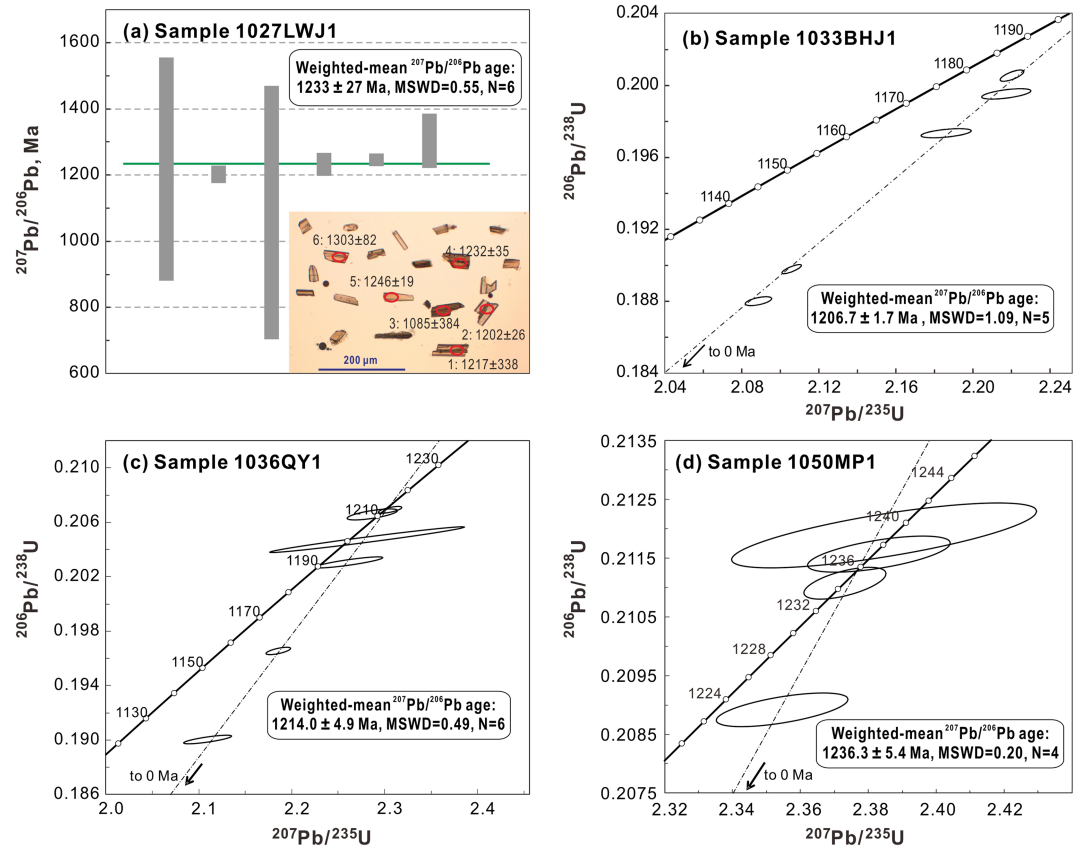 (a) Sample 1027LWJ1
Weighted-mean ²⁰⁷Pb/²⁰⁶Pb age:
1233 ± 27 Ma, MSWD=0.55, N=6
²⁰⁷Pb/²⁰⁶Pb, Ma
1600
1400
1200
1000
800
600
6: 1303±82
4: 1232±35
5: 1246±19
3: 1085±384
2: 1202±26
200 µm
1: 1217±338
(b) Sample 1033BHJ1
²⁰⁶Pb/²³⁸U
0.204
0.200
0.196
0.192
0.188
0.184
1190
1180
1170
1160
1150
1140
Weighted-mean ²⁰⁷Pb/²⁰⁶Pb age:
1206.7 ± 1.7 Ma , MSWD=1.09, N=5
to 0 Ma
2.04 2.08 2.12 2.16 2.20 2.24
²⁰⁷Pb/²³⁵U
(c) Sample 1036QY1
²⁰⁶Pb/²³⁸U
0.210
0.206
0.202
0.198
0.194
0.190
0.186
1230
1210
1190
1170
1150
1130
Weighted-mean ²⁰⁷Pb/²⁰⁶Pb age:
1214.0 ± 4.9 Ma, MSWD=0.49, N=6
to 0 Ma
2.0 2.1 2.2 2.3 2.4
²⁰⁷Pb/²³⁵U
(d) Sample 1050MP1
²⁰⁶Pb/²³⁸U
0.2135
0.2125
0.2115
0.2105
0.2095
0.2085
0.2075
1244
1240
1236
1232
1228
1224
Weighted-mean ²⁰⁷Pb/²⁰⁶Pb age:
1236.3 ± 5.4 Ma, MSWD=0.20, N=4
to 0 Ma
2.32 2.34 2.36 2.38 2.40 2.42
²⁰⁷Pb/²³⁵U